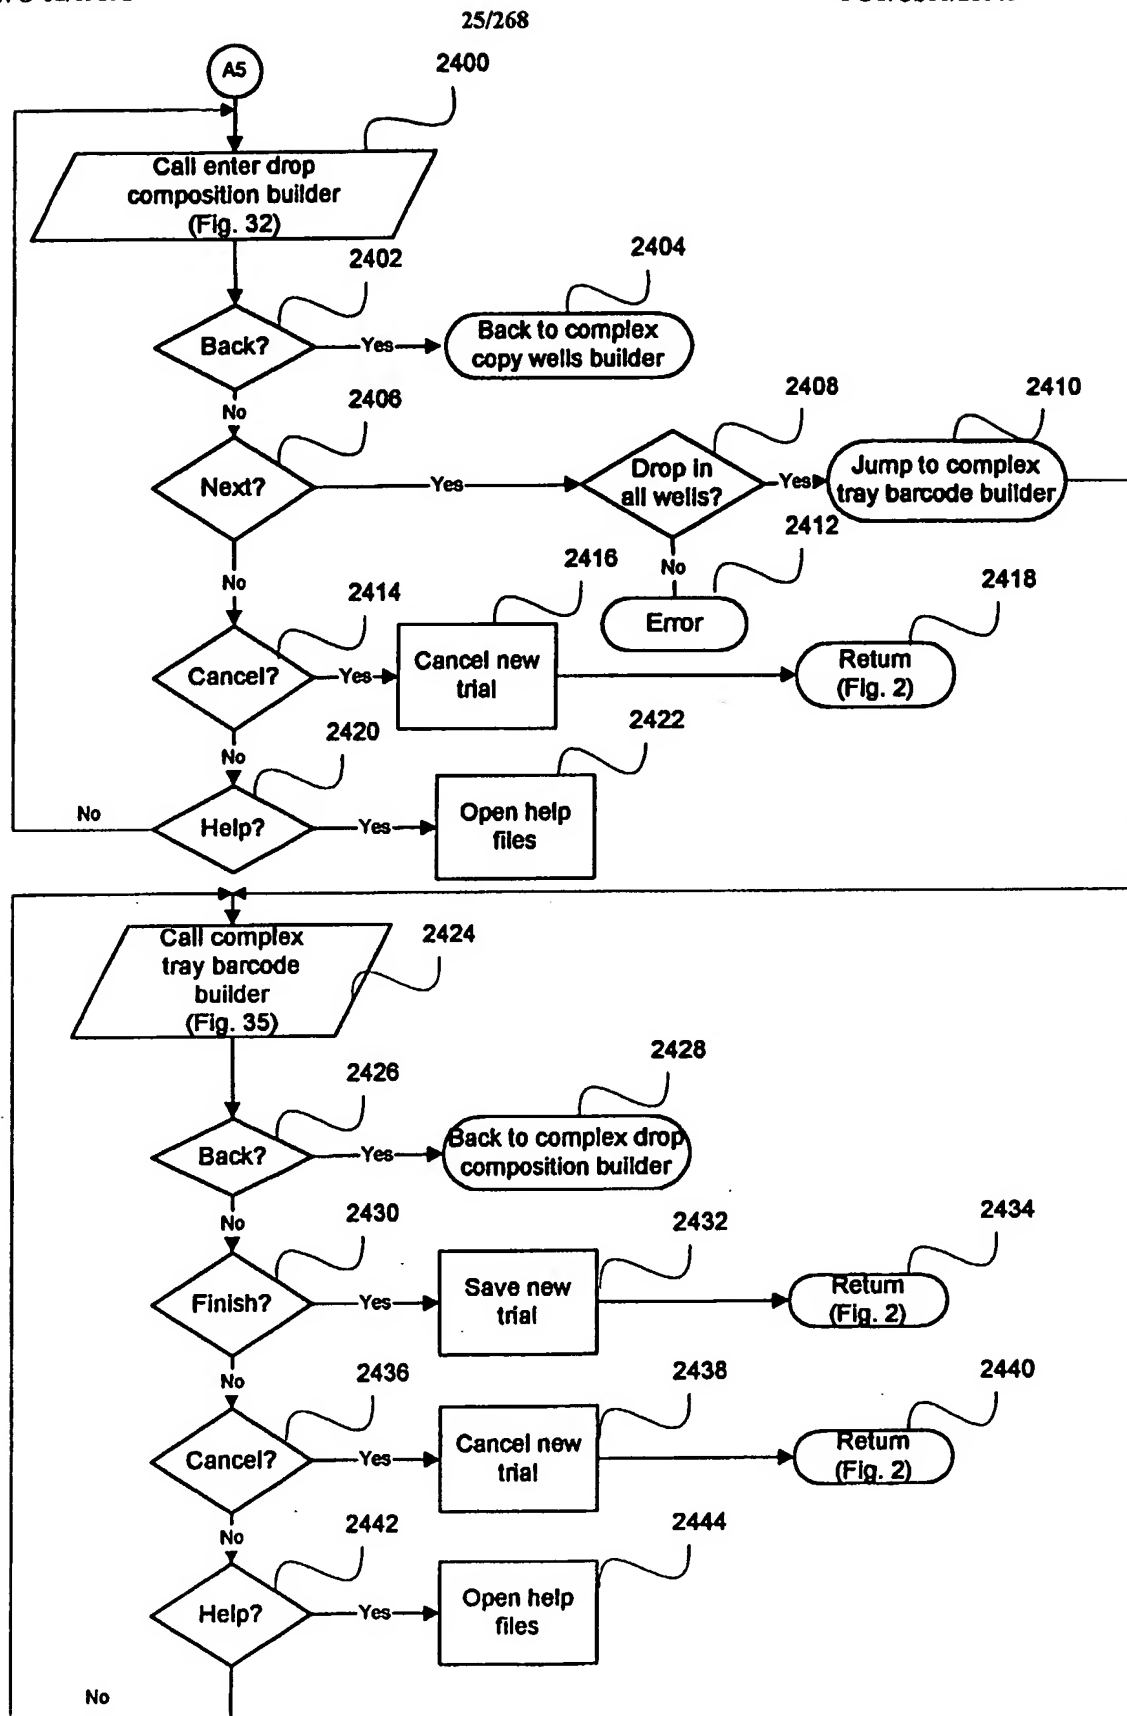 25/268
A5
2400
Call enter drop
composition builder
(Fig. 32)
2402
2404
Back?
Yes
Back to complex
copy wells builder
No
2406
2408
2410
Next?
Yes
Drop in
all wells?
Yes
Jump to complex
tray barcode builder
No
2412
Error
No
2414
2416
2418
Cancel?
Yes
Cancel new
trial
Return
(Fig. 2)
No
2420
2422
No
Help?
Yes
Open help
files
Call complex
tray barcode
builder
(Fig. 35)
2424
2426
2428
Back?
Yes
Back to complex drop
composition builder
No
2430
2432
2434
Finish?
Yes
Save new
trial
Return
(Fig. 2)
No
2436
2438
2440
Cancel?
Yes
Cancel new
trial
Return
(Fig. 2)
No
2442
2444
Help?
Yes
Open help
files
No